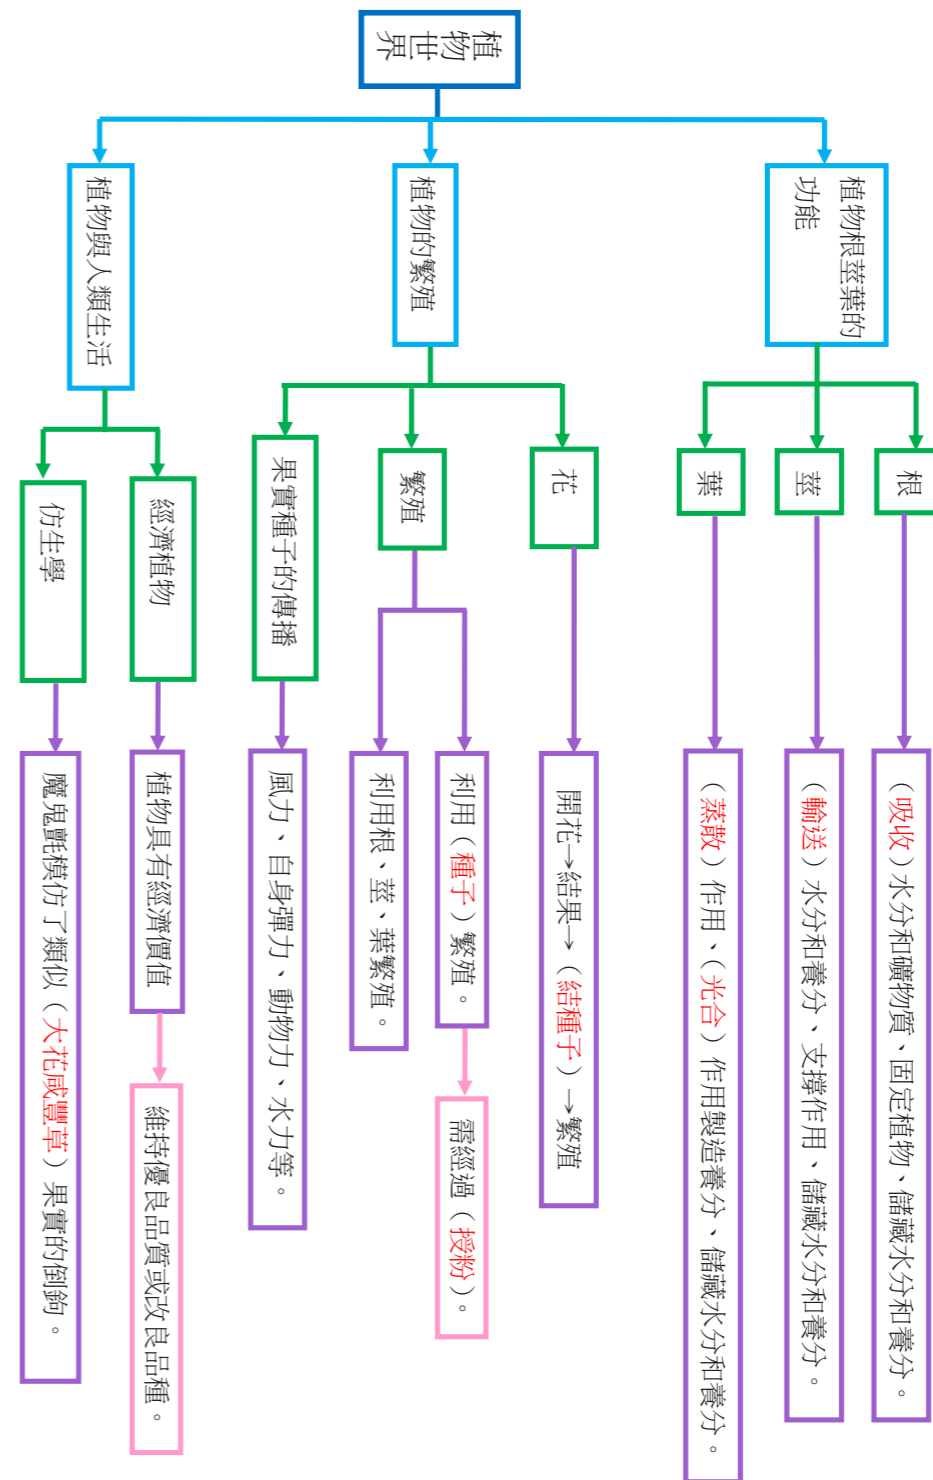 植物世界
植物根莖葉的
功能
根
（吸收）水分和礦物質、固定植物、儲藏水分和養分。
莖
（輸送）水分和養分、支撐作用、儲藏水分和養分。
葉
（蒸散）作用、（光合）作用製造養分、儲藏水分和養分。
植物的繁殖
花
開花→結果→（結種子）→繁殖
繁殖
利用（種子）繁殖。
需經過（授粉）。
利用根、莖、葉繁殖。
果實種子的傳播
風力、自身彈力、動物力、水力等。
植物與人類生活
經濟植物
植物具有經濟價值
維持優良品質或改良品種。
仿生學
魔鬼氈模仿了類似（大花咸豐草）果實的倒鉤。